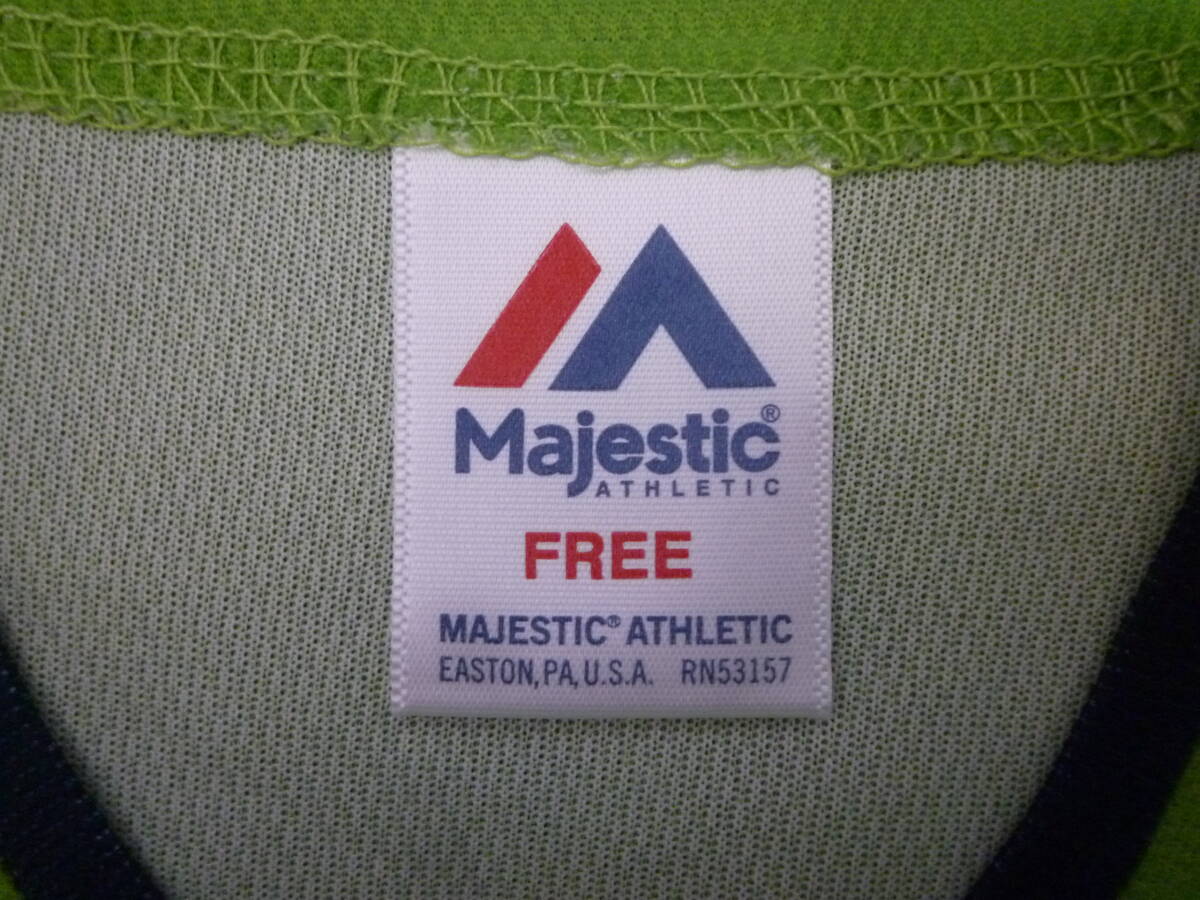 Majestic®
ATHLETIC
FREE
MAJESTIC® ATHLETIC
EASTON, PA, U.S.A. RN53157